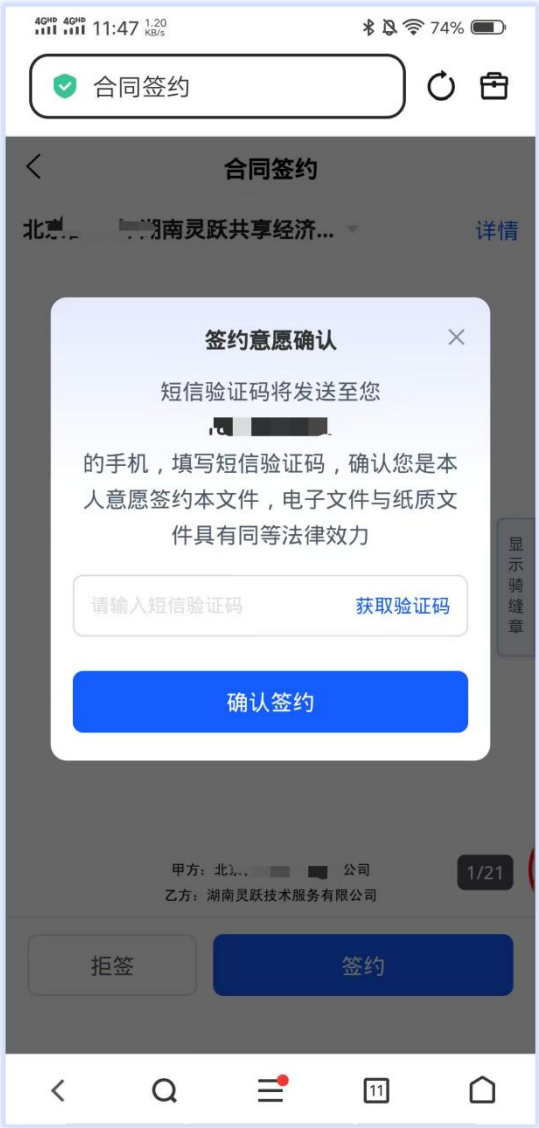 4GHD 4GHD 11:47 1.20 KB/s 74%
合同签约
合同签约
北 湖南灵跃共享经济... 详情
签约意愿确认
短信验证码将发送至您
的手机，填写短信验证码，确认您是本
人意愿签约本文件，电子文件与纸质文
件具有同等法律效力
显示骑缝章
请输入短信验证码 获取验证码
确认签约
甲方：北 公司
1/21
乙方：湖南灵跃技术服务有限公司
拒签 签约
11